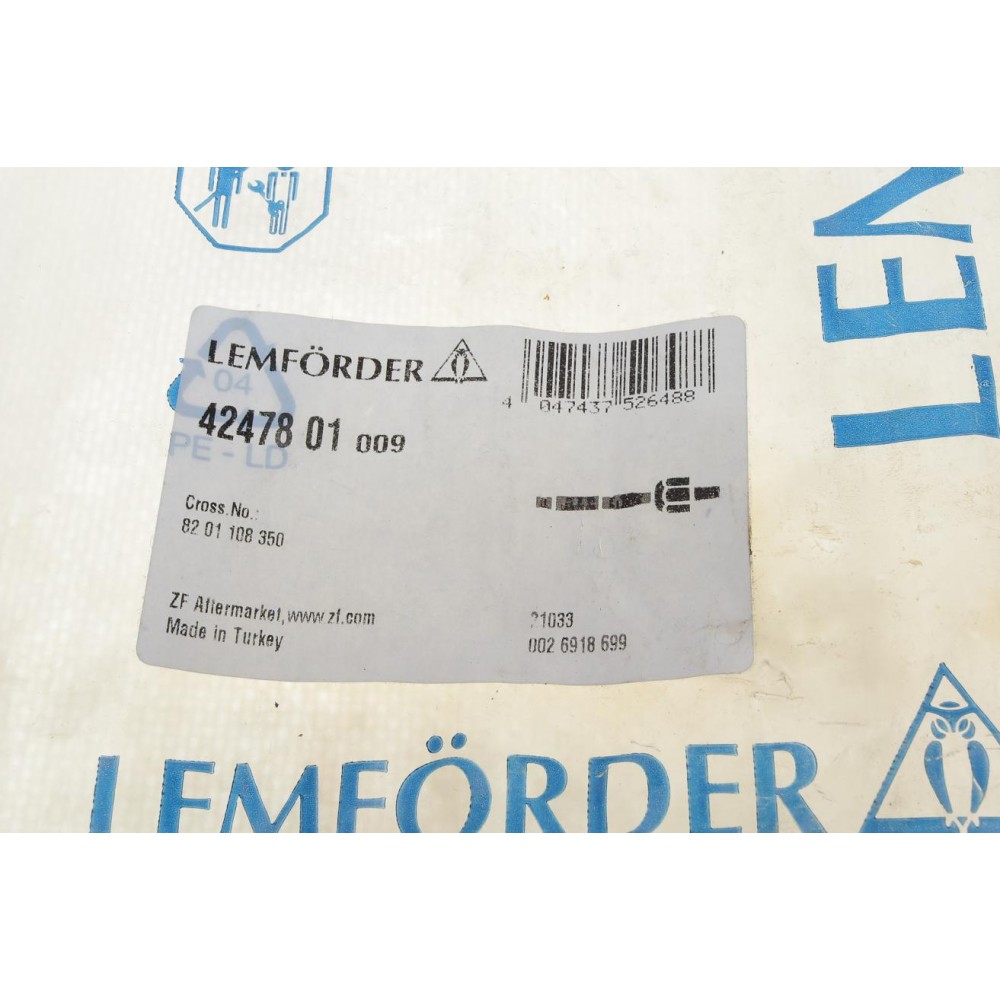 LEM
LEMFÖRDER
4 047437 526488
04
PE-LD
42478 01 009
Cross.No.:
82 01 108 350
ZF Aftermarket,www.zf.com
Made in Turkey
21033
002 6918 699
LEMFÖRDER